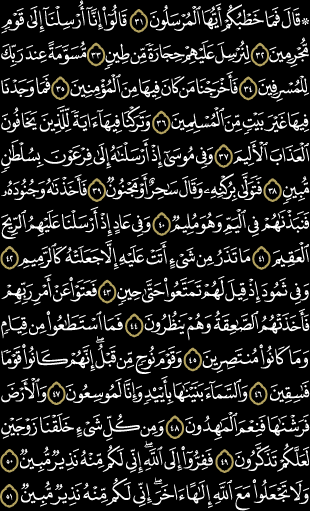 ۞ قَالَ فَمَا خَطۡبُكُمۡ أَيُّهَا ٱلۡمُرۡسَلُونَ ٣١ قَالُوٓاْ إِنَّآ أُرۡسِلۡنَآ إِلَىٰ قَوۡمٖ
مُّجۡرِمِينَ ٣٢ لِنُرۡسِلَ عَلَيۡهِمۡ حِجَارَةٗ مِّن طِينٖ ٣٣ مُّسَوَّمَةً عِندَ رَبِّكَ
لِلۡمُسۡرِفِينَ ٣٤ فَأَخۡرَجۡنَا مَن كَانَ فِيهَا مِنَ ٱلۡمُؤۡمِنِينَ ٣٥ فَمَا وَجَدۡنَا
فِيهَا غَيۡرَ بَيۡتٖ مِّنَ ٱلۡمُسۡلِمِينَ ٣٦ وَتَرَكۡنَا فِيهَآ ءَايَةٗ لِّلَّذِينَ يَخَافُونَ
ٱلۡعَذَابَ ٱلۡأَلِيمَ ٣٧ وَفِي مُوسَىٰٓ إِذۡ أَرۡسَلۡنَٰهُ إِلَىٰ فِرۡعَوۡنَ بِسُلۡطَٰنٖ
مُّبِينٖ ٣٨ فَتَوَلَّىٰ بِرُكۡنِهِۦ وَقَالَ سَٰحِرٌ أَوۡ مَجۡنُونٞ ٣٩ فَأَخَذۡنَٰهُ وَجُنُودَهُۥ
فَنَبَذۡنَٰهُمۡ فِي ٱلۡيَمِّ وَهُوَ مُلِيمٞ ٤٠ وَفِي عَادٍ إِذۡ أَرۡسَلۡنَا عَلَيۡهِمُ ٱلرِّيحَ
ٱلۡعَقِيمَ ٤١ مَا تَذَرُ مِن شَيۡءٍ أَتَتۡ عَلَيۡهِ إِلَّا جَعَلَتۡهُ كَٱلرَّمِيمِ ٤٢
وَفِي ثَمُودَ إِذۡ قِيلَ لَهُمۡ تَمَتَّعُواْ حَتَّىٰ حِينٖ ٤٣ فَعَتَوۡاْ عَنۡ أَمۡرِ رَبِّهِمۡ
فَأَخَذَتۡهُمُ ٱلصَّٰعِقَةُ وَهُمۡ يَنظُرُونَ ٤٤ فَمَا ٱسۡتَطَٰعُواْ مِن قِيَامٖ
وَمَا كَانُواْ مُنتَصِرِينَ ٤٥ وَقَوۡمَ نُوحٖ مِّن قَبۡلُۖ إِنَّهُمۡ كَانُواْ قَوۡمٗا
فَٰسِقِينَ ٤٦ وَٱلسَّمَآءَ بَنَيۡنَٰهَا بِأَيۡيْدٖ وَإِنَّا لَمُوسِعُونَ ٤٧ وَٱلۡأَرۡضَ
فَرَشۡنَٰهَا فَنِعۡمَ ٱلۡمَٰهِدُونَ ٤٨ وَمِن كُلِّ شَيۡءٍ خَلَقۡنَا زَوۡجَيۡنِ
لَعَلَّكُمۡ تَذَكَّرُونَ ٤٩ فَفِرُّوٓاْ إِلَى ٱللَّهِۖ إِنِّي لَكُم مِّنۡهُ نَذِيرٞ مُّبِينٞ ٥٠
وَلَا تَجۡعَلُواْ مَعَ ٱللَّهِ إِلَٰهًا ءَاخَرَۖ إِنِّي لَكُم مِّنۡهُ نَذِيرٞ مُّبِينٞ ٥١